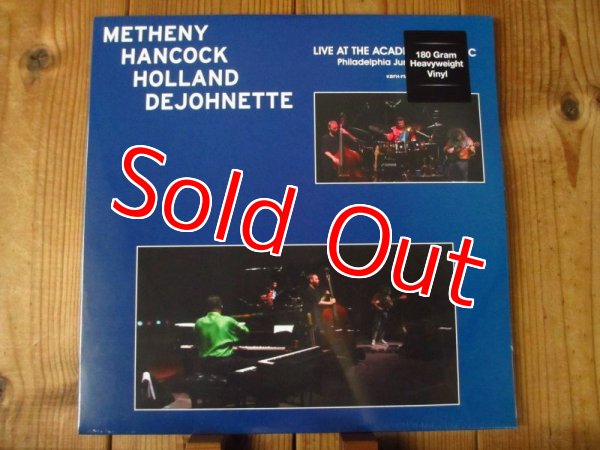 METHENY
HANCOCK
HOLLAND
DEJOHNETTE
LIVE AT THE
Philadelphia
180 Gram
Heavyweight
Vinyl
Sold Out